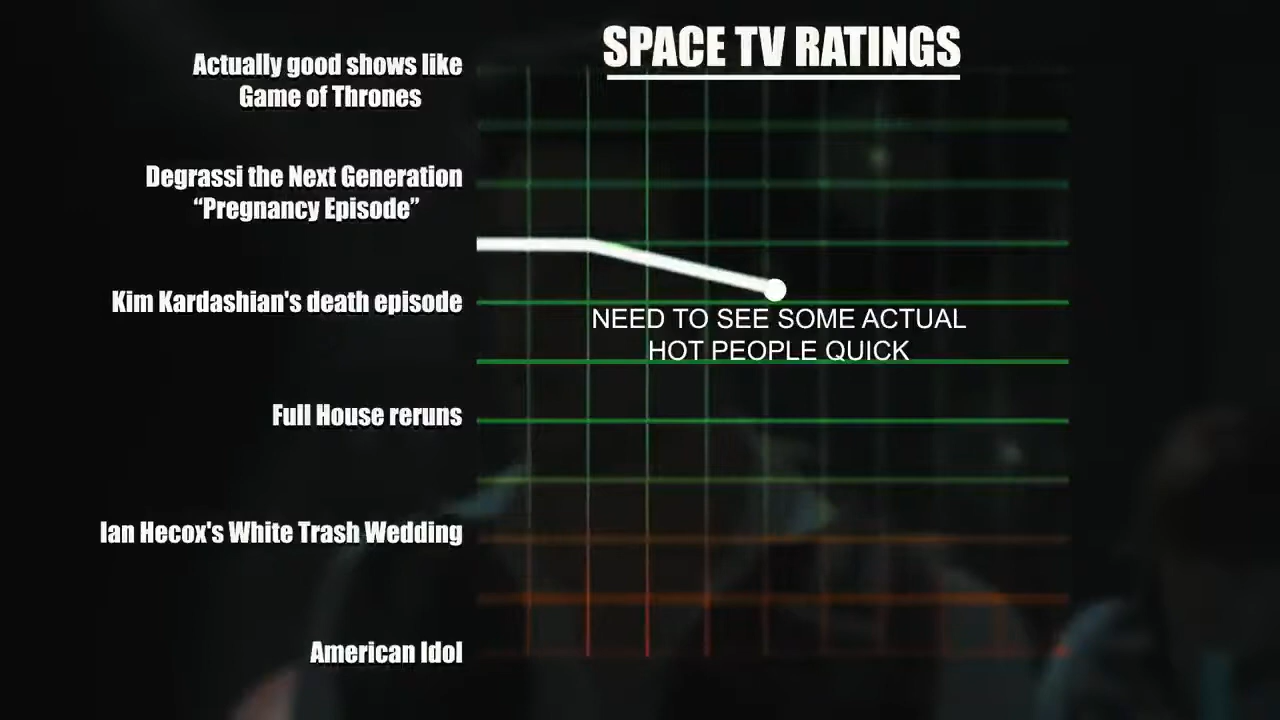 SPACE TV RATINGS
Actually good shows like
Game of Thrones
Degrassi the Next Generation
“Pregnancy Episode”
Kim Kardashian's death episode
NEED TO SEE SOME ACTUAL
HOT PEOPLE QUICK
Full House reruns
Ian Hecox's White Trash Wedding
American Idol